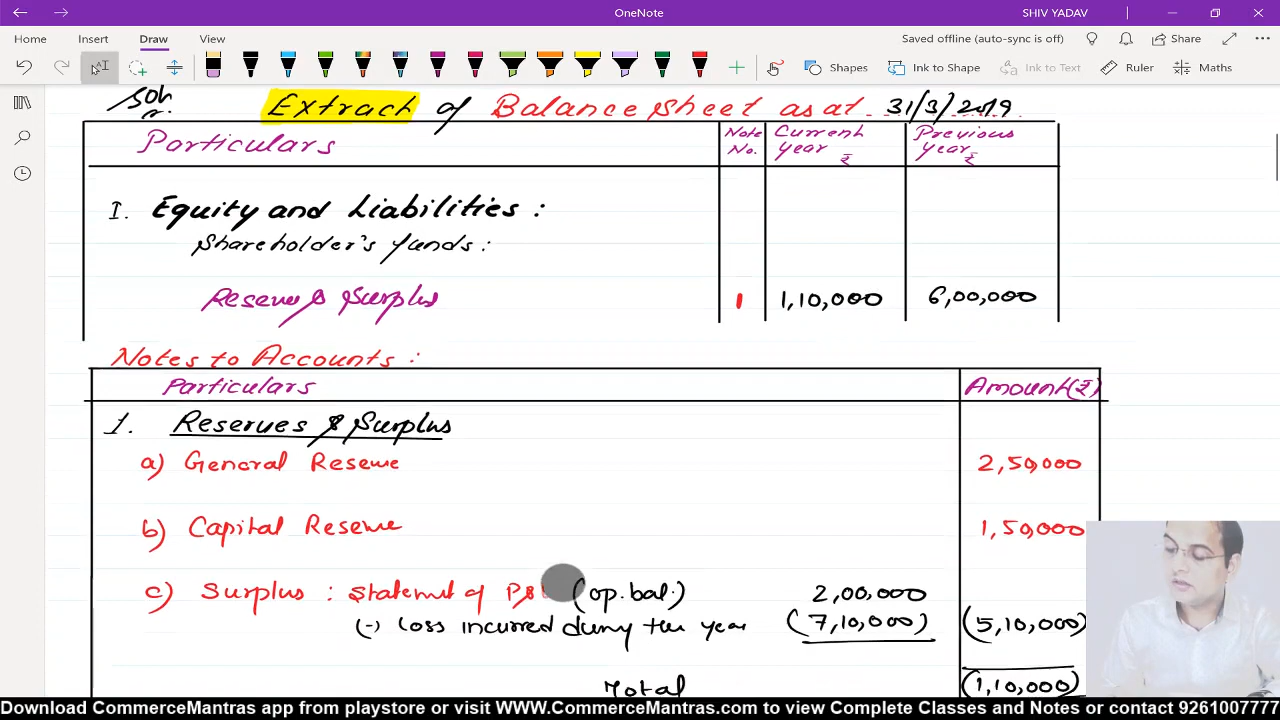 OneNote SHIV YADAV
Home Insert Draw View Saved offline (auto-sync is off) Share
Shapes Ink to Shape Ink to Text Ruler Maths
Soln
Extract of Balance Sheet as at 31/3/2019
Particulars Note No. Current year ₹ Previous year ₹
I. Equity and Liabilities :
Shareholder's funds :
Reserve & Surplus 1 1,10,000 6,00,000
Notes to Accounts :
Particulars Amount(₹)
1. Reserves & Surplus
a) General Reserve 2,50,000
b) Capital Reserve 1,50,000
c) Surplus : Statement of (op.bal.) 2,00,000
(-) loss incurred during the year (7,10,000) (5,10,000)
Total (1,10,000)
Download CommerceMantras app from playstore or visit WWW.CommerceMantras.com to view Complete Classes and Notes or contact 9261007777